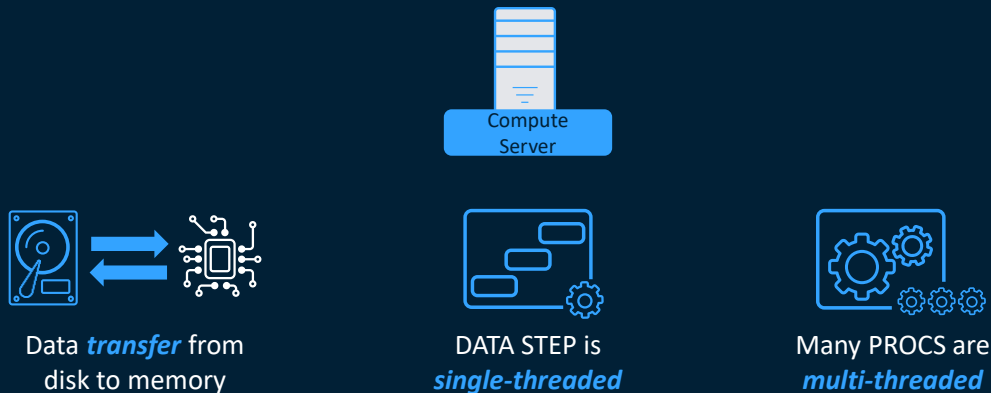 Compute
Server
Data transfer from
disk to memory
DATA STEP is
single-threaded
Many PROCS are
multi-threaded